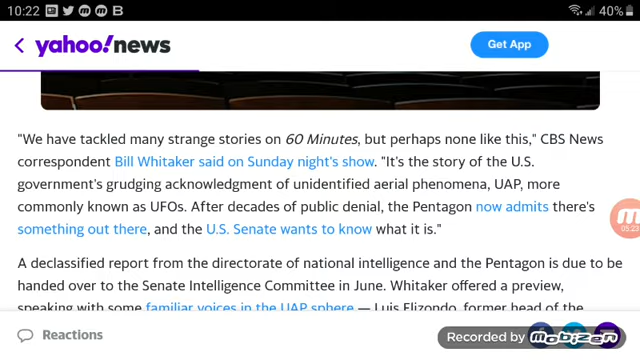 10:22 40%
yahoo!news Get App
"We have tackled many strange stories on 60 Minutes, but perhaps none like this," CBS News
correspondent Bill Whitaker said on Sunday night's show. "It's the story of the U.S.
government's grudging acknowledgment of unidentified aerial phenomena, UAP, more
commonly known as UFOs. After decades of public denial, the Pentagon now admits there's
something out there, and the U.S. Senate wants to know what it is."
05:23
A declassified report from the directorate of national intelligence and the Pentagon is due to be
handed over to the Senate Intelligence Committee in June. Whitaker offered a preview,
speaking with some familiar voices in the UAP sphere — Luis Elizondo, former head of the
Reactions
Recorded by mobizen